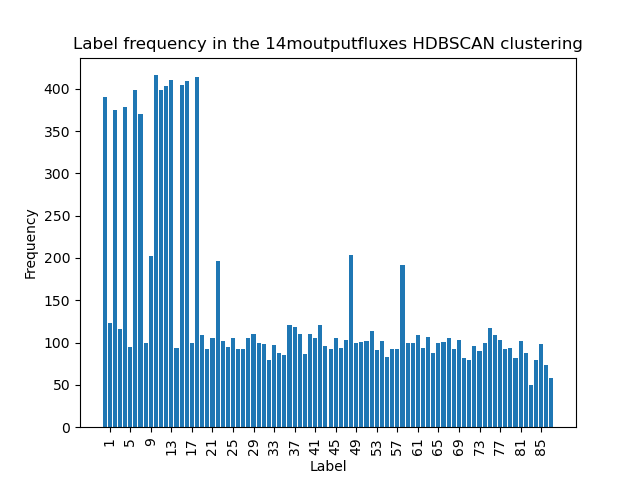 Label frequency in the 14moutputfluxes HDBSCAN clustering
Frequency
400
350
300
250
200
150
100
50
0
1 5 9 13 17 21 25 29 33 37 41 45 49 53 57 61 65 69 73 77 81 85
Label